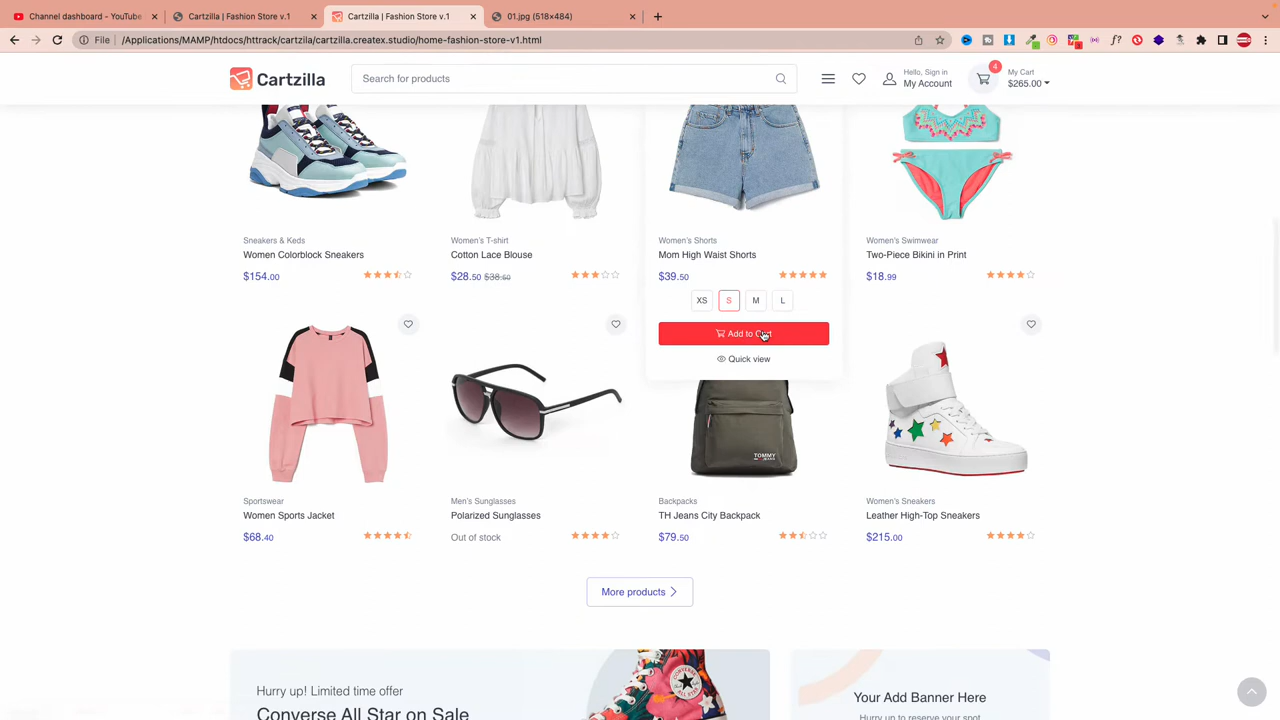 Channel dashboard - YouTube
Cartzilla | Fashion Store v.1
Cartzilla | Fashion Store v.1
01.jpg (518×484)
File
/Applications/MAMP/htdocs/httrack/cartzila/cartzilla.createx.studio/home-fashion-store-v1.html
Cartzilla
Search for products
Hello, Sign in
My Account
4
My Cart
$265.00
Sneakers & Keds
Women Colorblock Sneakers
$154.00
Women's T-shirt
Cotton Lace Blouse
$28.50 $38.50
Women's Shorts
Mom High Waist Shorts
$39.50
XS S M L
Add to Cart
Quick view
Women's Swimwear
Two-Piece Bikini in Print
$18.99
TOMMY
JEANS
Sportswear
Women Sports Jacket
$68.40
Men's Sunglasses
Polarized Sunglasses
Out of stock
Backpacks
TH Jeans City Backpack
$79.50
Women's Sneakers
Leather High-Top Sneakers
$215.00
More products
Hurry up! Limited time offer
Converse All Star on Sale
Your Add Banner Here
Hurry up to reserve your spot